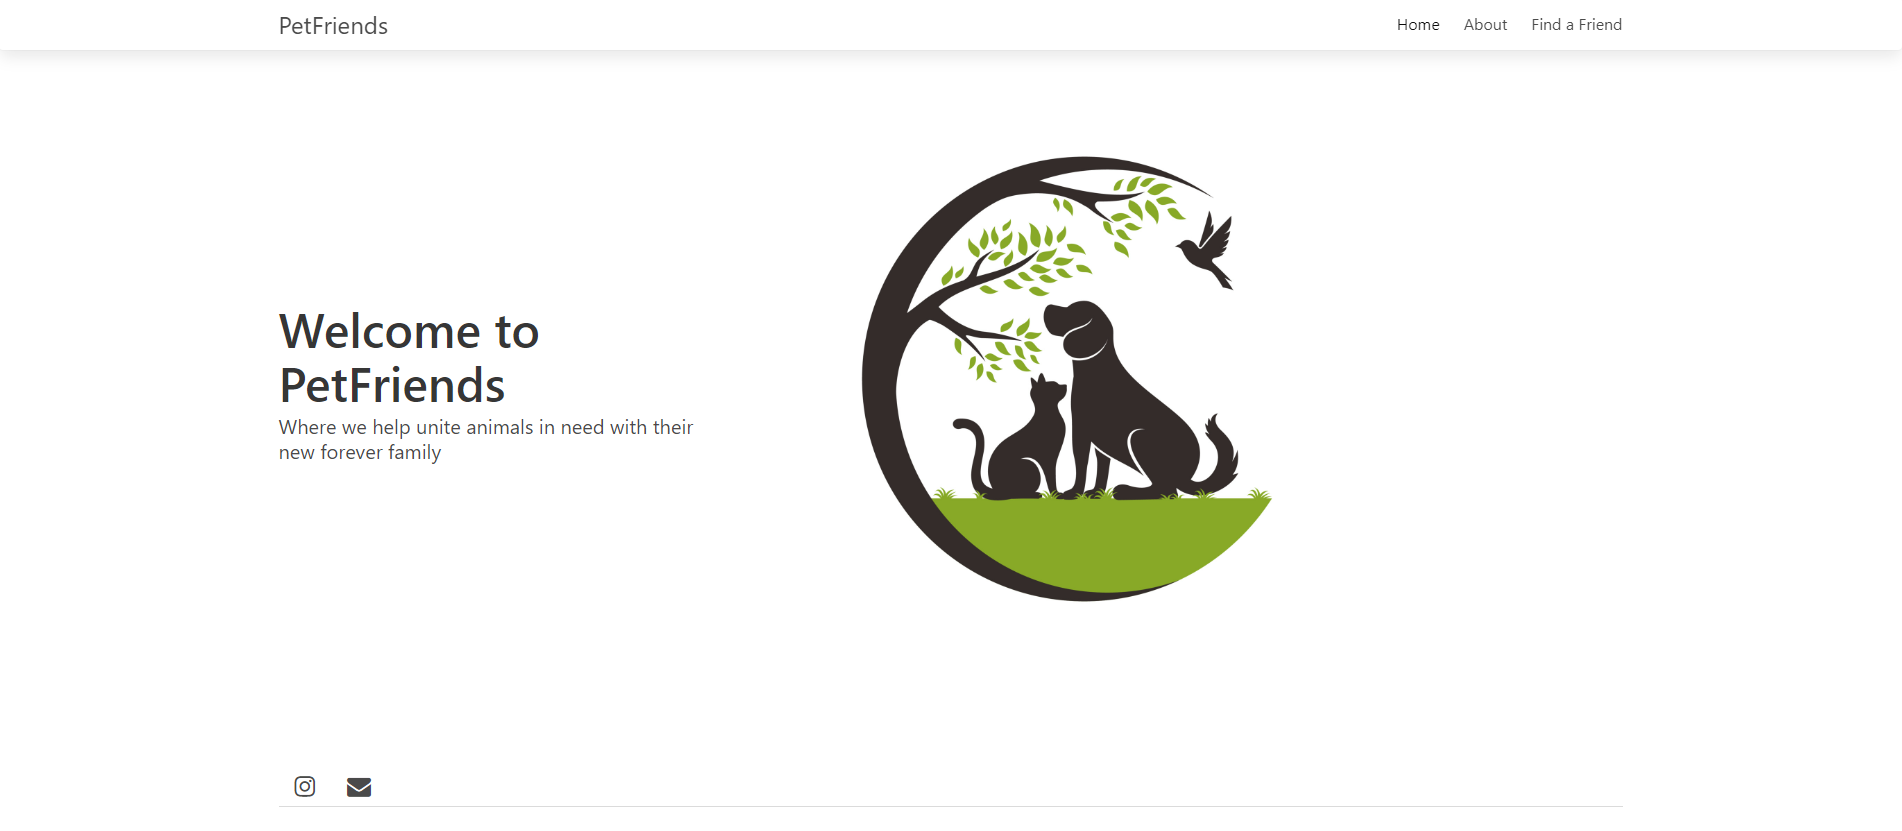 PetFriends
Home About Find a Friend
Welcome to
PetFriends
Where we help unite animals in need with their
new forever family